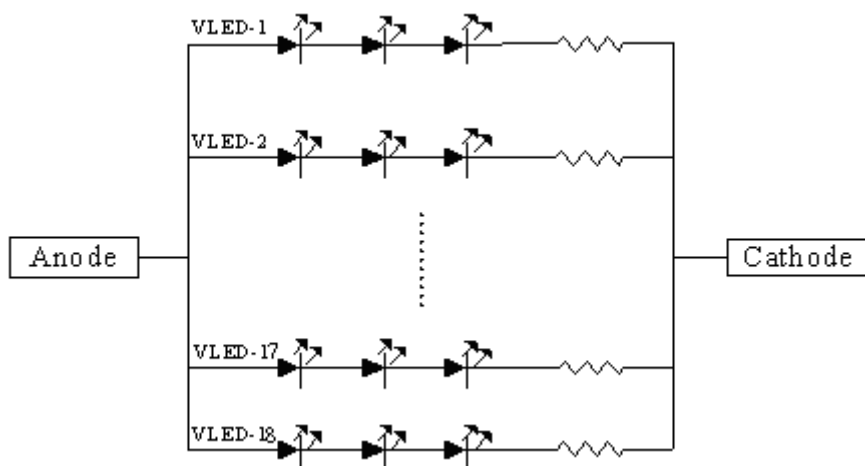 VLED-1
VLED-2
Anode
Cathode
VLED-17
VLED-18